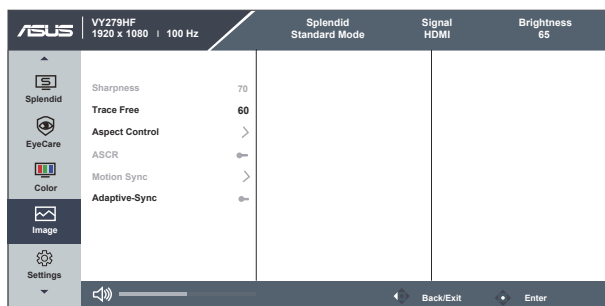 ASUS
VY279HF
1920 x 1080 | 100 Hz
Splendid
Standard Mode
Signal
HDMI
Brightness
65
Splendid
EyeCare
Color
Image
Settings
Sharpness 70
Trace Free 60
Aspect Control
ASCR
Motion Sync
Adaptive-Sync
Back/Exit
Enter